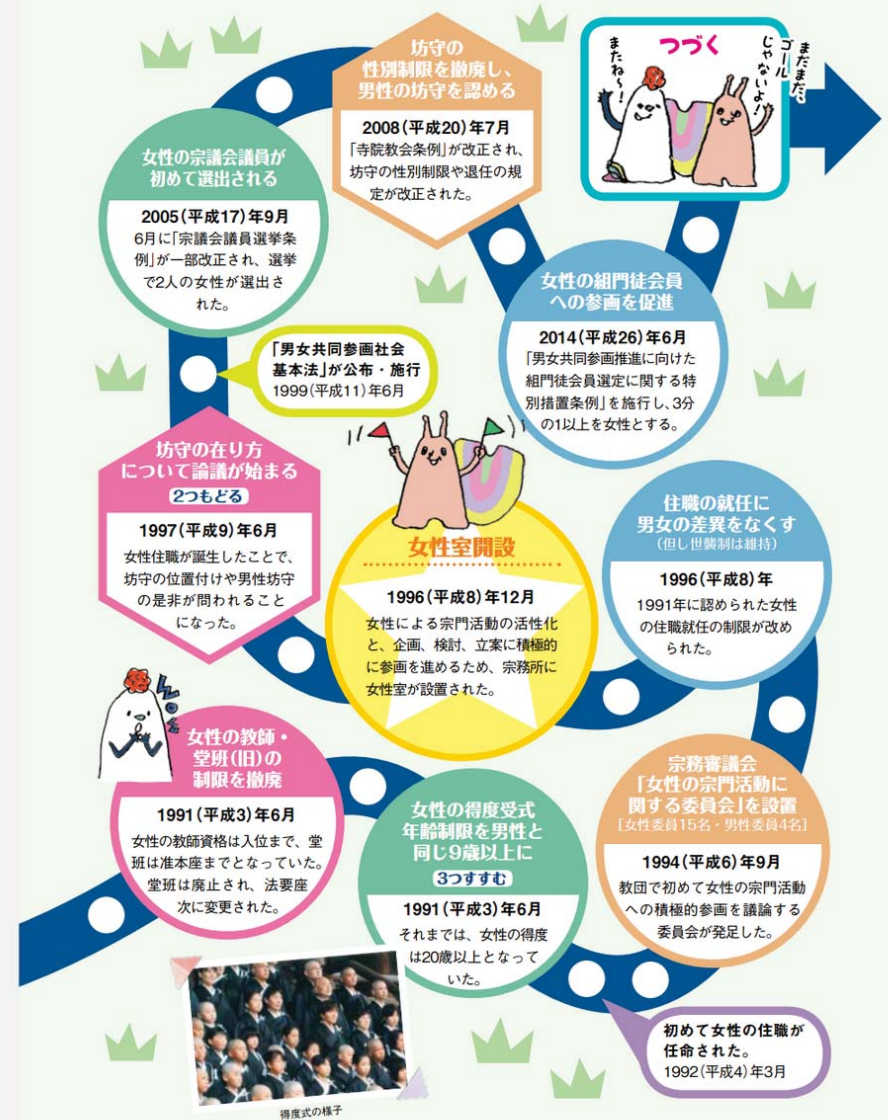 女性の教師・
堂班(旧)の
制限を撤廃
1991(平成3)年6月
女性の教師資格は入位まで、堂
班は准本座までとなっていた。
堂班は廃止され、法要座
次に変更された。
WOW
女性の得度受式
年齢制限を男性と
同じ9歳以上に
3つすすむ
1991(平成3)年6月
それまでは、女性の得度
は20歳以上となって
いた。
得度式の様子
初めて女性の住職が
任命された。
1992(平成4)年3月
宗務審議会
「女性の宗門活動に
関する委員会」を設置
[女性委員15名・男性委員4名]
1994(平成6)年9月
教団で初めて女性の宗門活動
への積極的参画を議論する
委員会が発足した。
住職の就任に
男女の差異をなくす
(但し世襲制は維持)
1996(平成8)年
1991年に認められた女性
の住職就任の制限が改め
られた。
女性室開設
1996(平成8)年12月
女性による宗門活動の活性化
と、企画、検討、立案に積極的
に参画を進めるため、宗務所に
女性室が設置された。
坊守の在り方
について論議が始まる
2つもどる
1997(平成9)年6月
女性住職が誕生したことで、
坊守の位置付けや男性坊守
の是非が問われること
になった。
「男女共同参画社会
基本法」が公布・施行
1999(平成11)年6月
女性の宗議会議員が
初めて選出される
2005(平成17)年9月
6月に「宗議会議員選挙条
例」が一部改正され、選挙
で2人の女性が選出さ
れた。
坊守の
性別制限を撤廃し、
男性の坊守を認める
2008(平成20)年7月
「寺院教会条例」が改正され、
坊守の性別制限や退任の規
定が改正された。
女性の組門徒会員
への参画を促進
2014(平成26)年6月
「男女共同参画推進に向けた
組門徒会員選定に関する特
別措置条例」を施行し、3分
の1以上を女性とする。
つづく
またね〜!
まだまだ、
ゴール
じゃないよ!